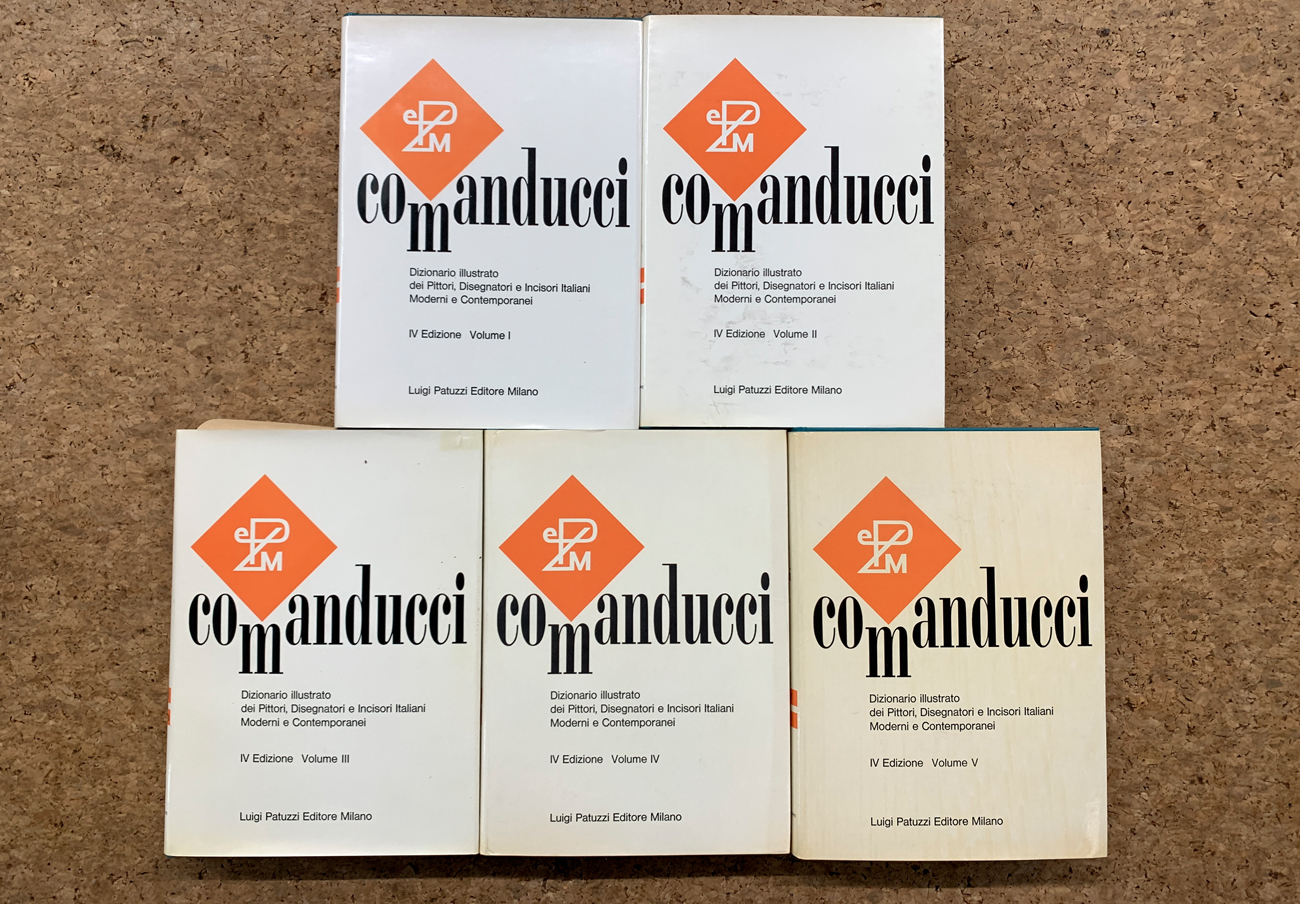 ePM
comanducci
Dizionario illustrato
dei Pittori, Disegnatori e Incisori Italiani
Moderni e Contemporanei
IV Edizione Volume I
Luigi Patuzzi Editore Milano
ePM
comanducci
Dizionario illustrato
dei Pittori, Disegnatori e Incisori Italiani
Moderni e Contemporanei
IV Edizione Volume II
Luigi Patuzzi Editore Milano
ePM
comanducci
Dizionario illustrato
dei Pittori, Disegnatori e Incisori Italiani
Moderni e Contemporanei
IV Edizione Volume III
Luigi Patuzzi Editore Milano
ePM
comanducci
Dizionario illustrato
dei Pittori, Disegnatori e Incisori Italiani
Moderni e Contemporanei
IV Edizione Volume IV
Luigi Patuzzi Editore Milano
ePM
comanducci
Dizionario illustrato
dei Pittori, Disegnatori e Incisori Italiani
Moderni e Contemporanei
IV Edizione Volume V
Luigi Patuzzi Editore Milano